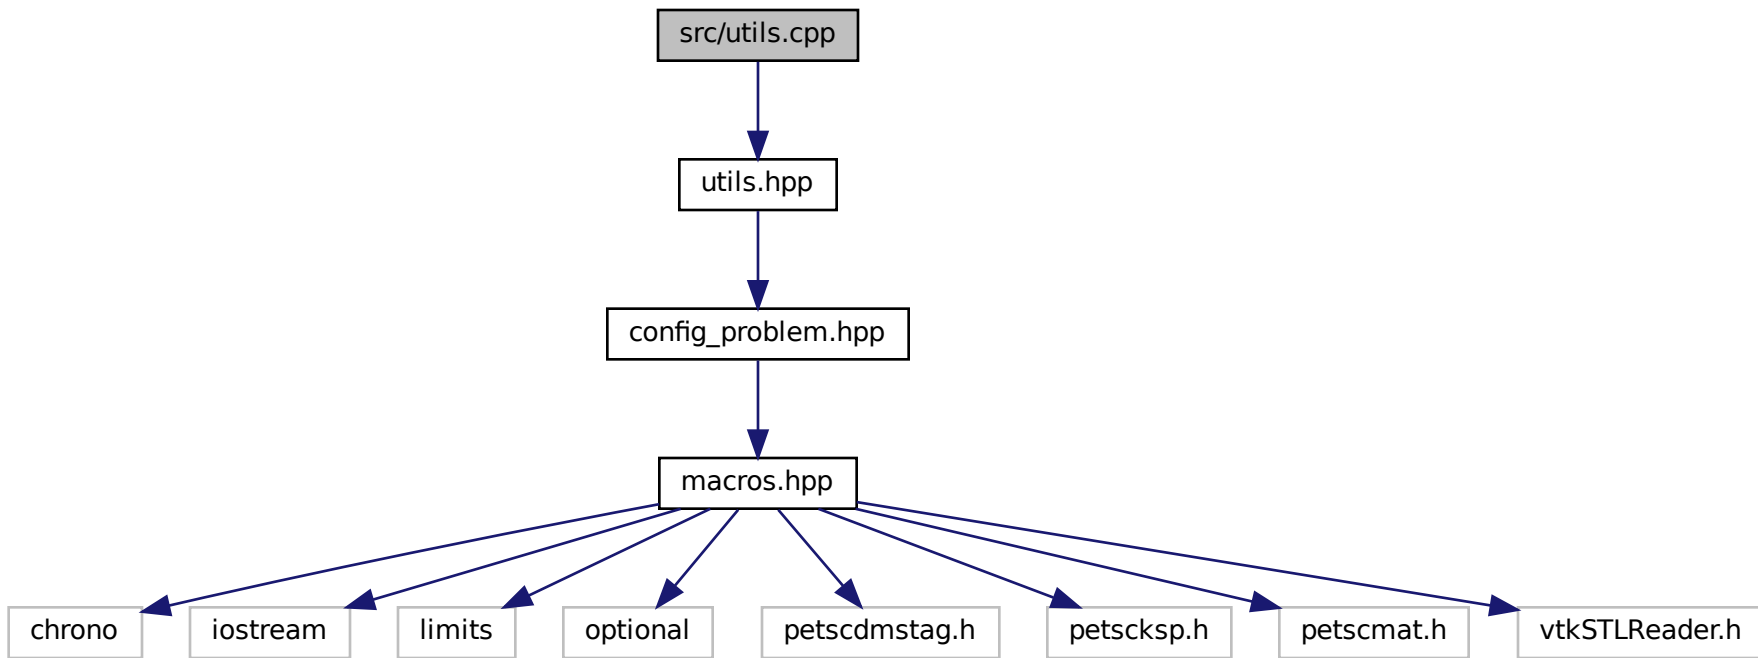 src/utils.cpp
utils.hpp
config_problem.hpp
macros.hpp
chrono
iostream
limits
optional
petscdmstag.h
petscksp.h
petscmat.h
vtkSTLReader.h